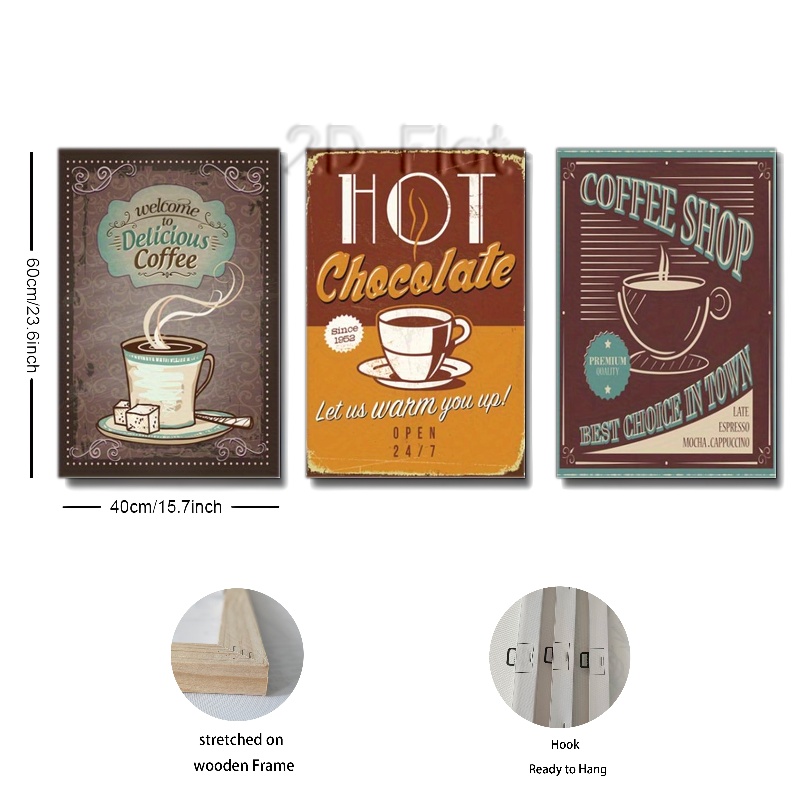 2D Flat
60cm/23.6inch
40cm/15.7inch
welcome
to
Delicious
Coffee
HOT
Chocolate
Since
1952
Let us warm you up!
OPEN
24/7
COFFEE SHOP
PREMIUM
QUALITY
BEST CHOICE IN TOWN
LATE
ESPRESSO
MOCHA.CAPPUCCINO
stretched on
wooden Frame
Hook
Ready to Hang